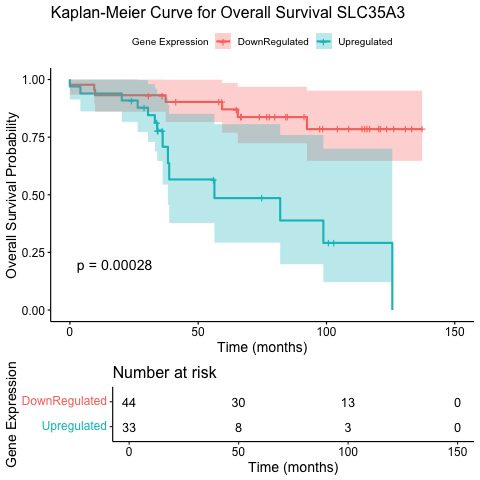 Kaplan-Meier Curve for Overall Survival SLC35A3
Gene Expression DownRegulated Upregulated
Overall Survival Probability
1.00
0.75
0.50
0.25
0.00
p = 0.00028
0 50 100 150
Time (months)
Number at risk
Gene Expression
DownRegulated 44 30 13 0
Upregulated 33 8 3 0
0 50 100 150
Time (months)